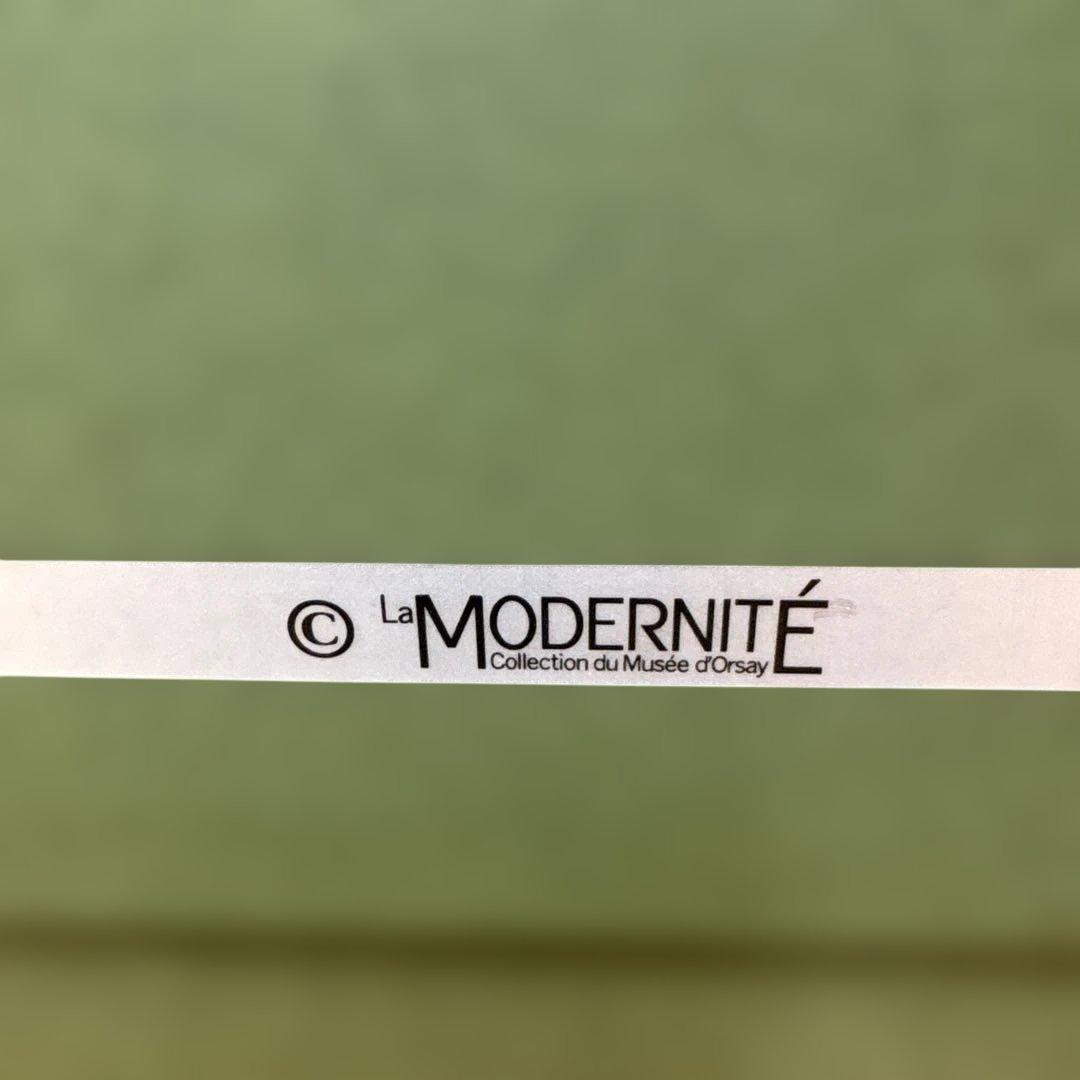 © La MODERNITÉ
Collection du Musée d'Orsay